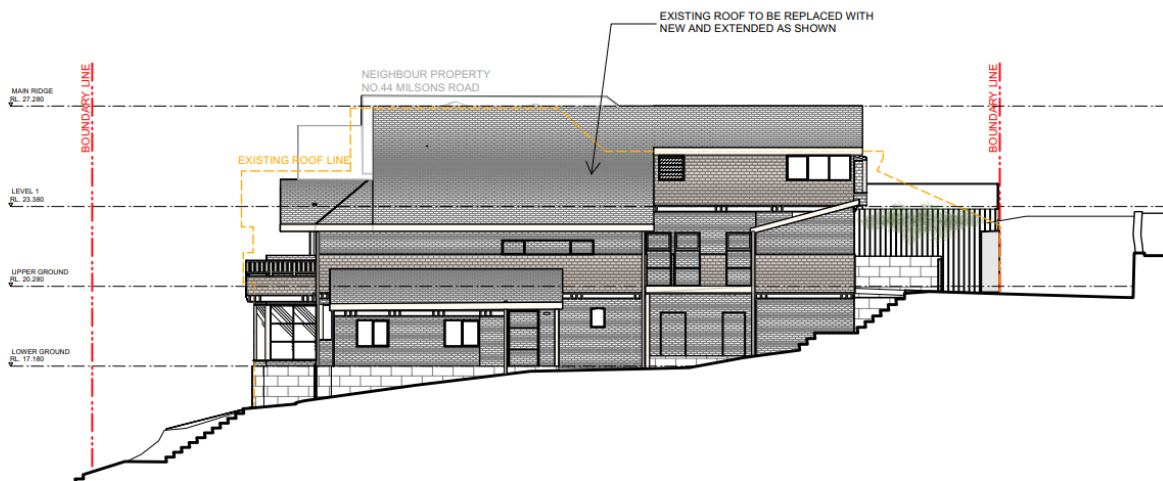 EXISTING ROOF TO BE REPLACED WITH
NEW AND EXTENDED AS SHOWN
NEIGHBOUR PROPERTY
NO.44 MILSONS ROAD
BOUNDARY LINE
BOUNDARY LINE
MAIN RIDGE
RL. 27.280
EXISTING ROOF LINE
LEVEL 1
RL. 23.380
UPPER GROUND
RL. 20.280
LOWER GROUND
RL. 17.180